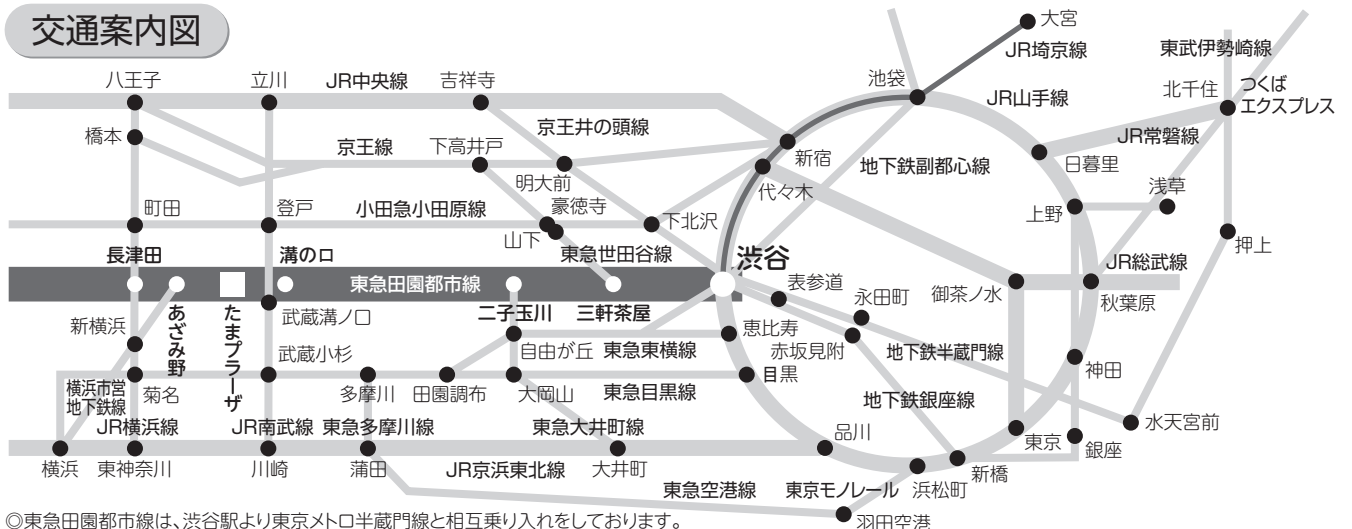 交通案内図
大宮
JR埼京線
東武伊勢崎線
八王子
立川
JR中央線
吉祥寺
池袋
JR山手線
北千住
つくば
エクスプレス
橋本
京王線
下高井戸
京王井の頭線
新宿
JR常磐線
明大前
代々木
地下鉄副都心線
日暮里
浅草
町田
登戸
小田急小田原線
豪徳寺
山下
下北沢
上野
押上
長津田
溝の口
東急世田谷線
渋谷
JR総武線
東急田園都市線
表参道
永田町
御茶ノ水
秋葉原
新横浜
あざみ野
たまプラーザ
武蔵溝ノ口
二子玉川
三軒茶屋
自由が丘
東急東横線
恵比寿
赤坂見附
地下鉄半蔵門線
武蔵小杉
神田
横浜市営
地下鉄線
菊名
多摩川
田園調布
大岡山
東急目黒線
目黒
地下鉄銀座線
JR横浜線
JR南武線
東急多摩川線
東急大井町線
品川
水天宮前
東京
銀座
横浜
東神奈川
川崎
蒲田
JR京浜東北線
大井町
新橋
東急空港線
東京モノレール
浜松町
羽田空港
◎東急田園都市線は、渋谷駅より東京メトロ半蔵門線と相互乗り入れをしております。